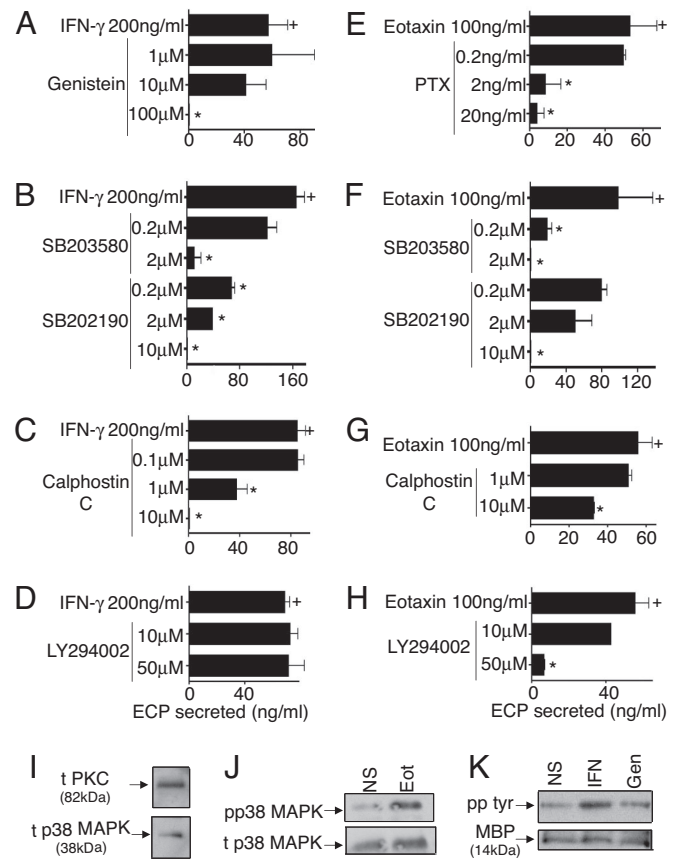 A
IFN-γ 200ng/ml
+
1µM
Genistein
10µM
100µM
*
0 40 80
B
IFN-γ 200ng/ml
+
0.2µM
SB203580
2µM
*
0.2µM
*
SB202190
2µM
*
10µM
*
0 80 160
C
IFN-γ 200ng/ml
+
0.1µM
Calphostin C
1µM
*
10µM
*
0 40 80
D
IFN-γ 200ng/ml
+
10µM
LY294002
50µM
0 40
ECP secreted (ng/ml)
E
Eotaxin 100ng/ml
+
0.2ng/ml
PTX
2ng/ml
*
20ng/ml
*
0 20 40 60
F
Eotaxin 100ng/ml
+
0.2µM
*
SB203580
2µM
*
0.2µM
SB202190
2µM
10µM
*
0 40 80 120
G
Eotaxin 100ng/ml
+
Calphostin C
1µM
10µM
*
0 20 40 60
H
Eotaxin 100ng/ml
+
10µM
LY294002
50µM
*
0 40
ECP secreted (ng/ml)
I
t PKC
(82kDa)
t p38 MAPK
(38kDa)
J
NS Eot
pp38 MAPK
t p38 MAPK
K
NS IFN Gen
pp tyr
MBP
(14kDa)